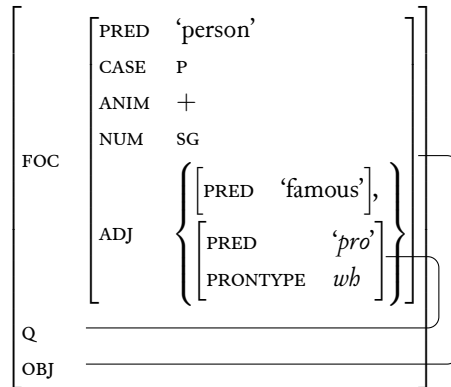 PRED ‘person’
CASE P
ANIM +
NUM SG
FOC
PRED ‘famous’ ,
ADJ
PRED ‘pro’
PRONTYPE wh
Q
OBJ